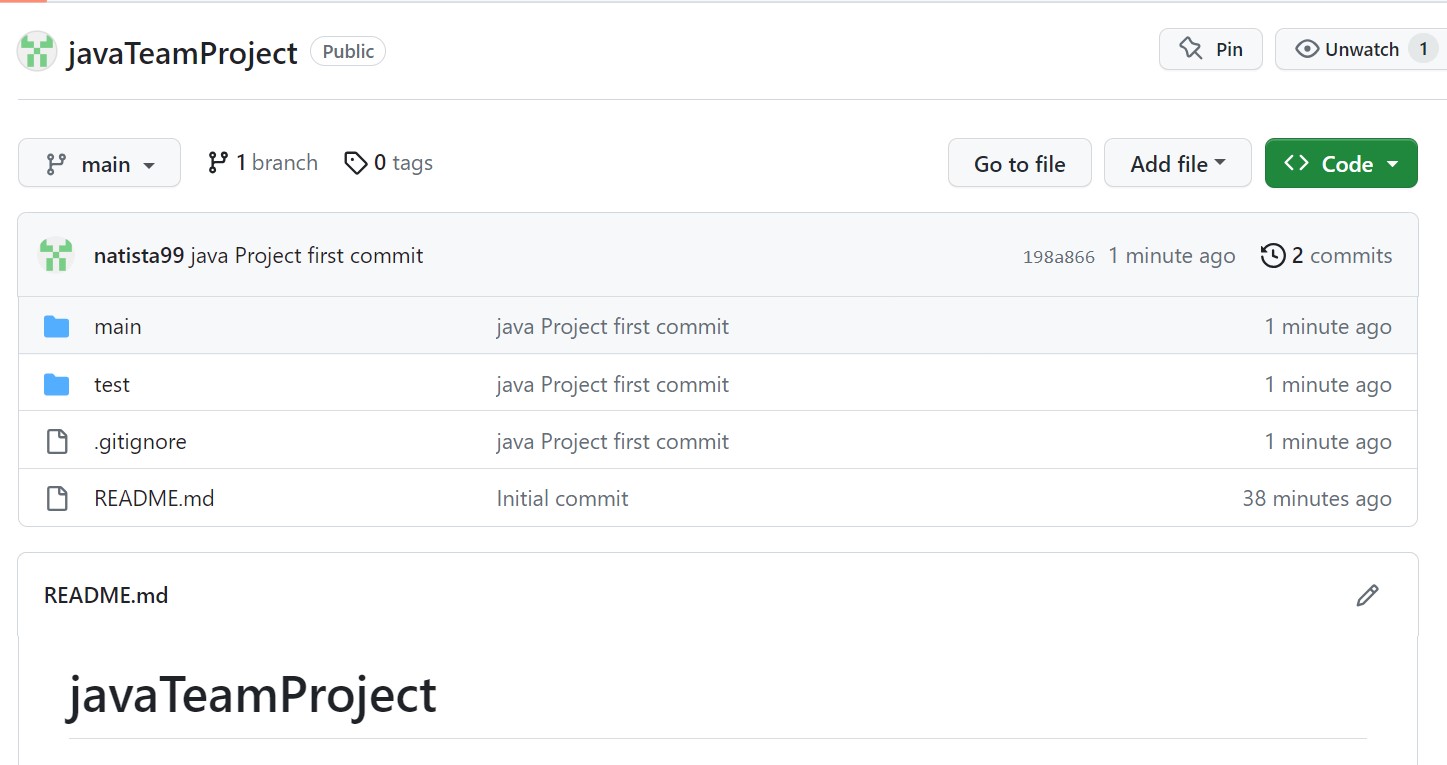 javaTeamProject Public Pin Unwatch 1
main 1 branch 0 tags Go to file Add file Code
natista99 java Project first commit 198a866 1 minute ago 2 commits
main java Project first commit 1 minute ago
test java Project first commit 1 minute ago
.gitignore java Project first commit 1 minute ago
README.md Initial commit 38 minutes ago
README.md
javaTeamProject